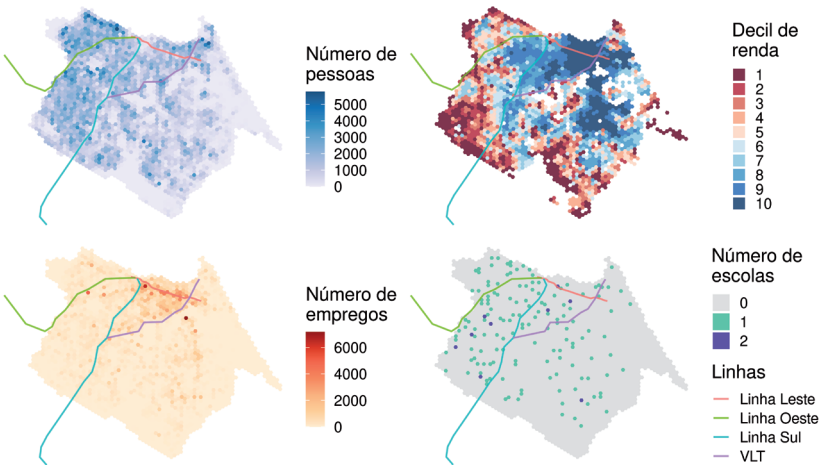 Número de
pessoas
5000
4000
3000
2000
1000
0
Decil de
renda
1
2
3
4
5
6
7
8
9
10
Número de
empregos
6000
4000
2000
0
Número de
escolas
0
1
2
Linhas
Linha Leste
Linha Oeste
Linha Sul
VLT